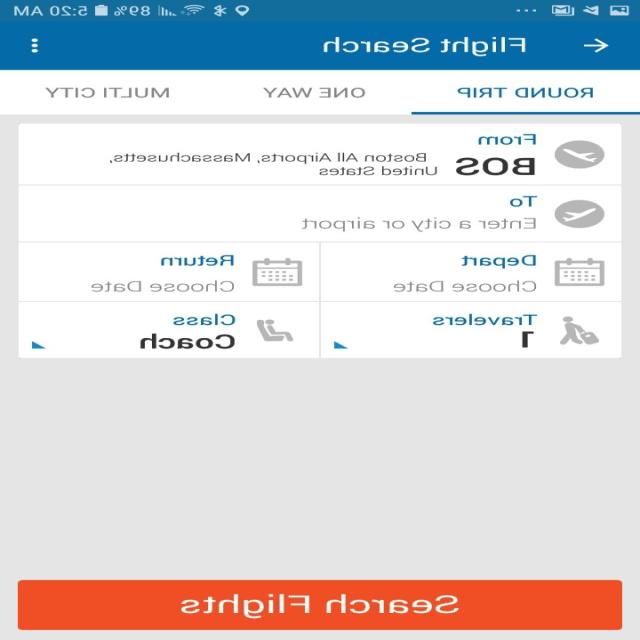 89% 5:20 AM
Flight Search
ROUND TRIP ONE WAY MULTI CITY
From
BOS Boston All Airports, Massachusetts,
United States
To
Enter a city or airport
Depart Return
Choose Date Choose Date
Travelers Class
1 Coach
Search Flights